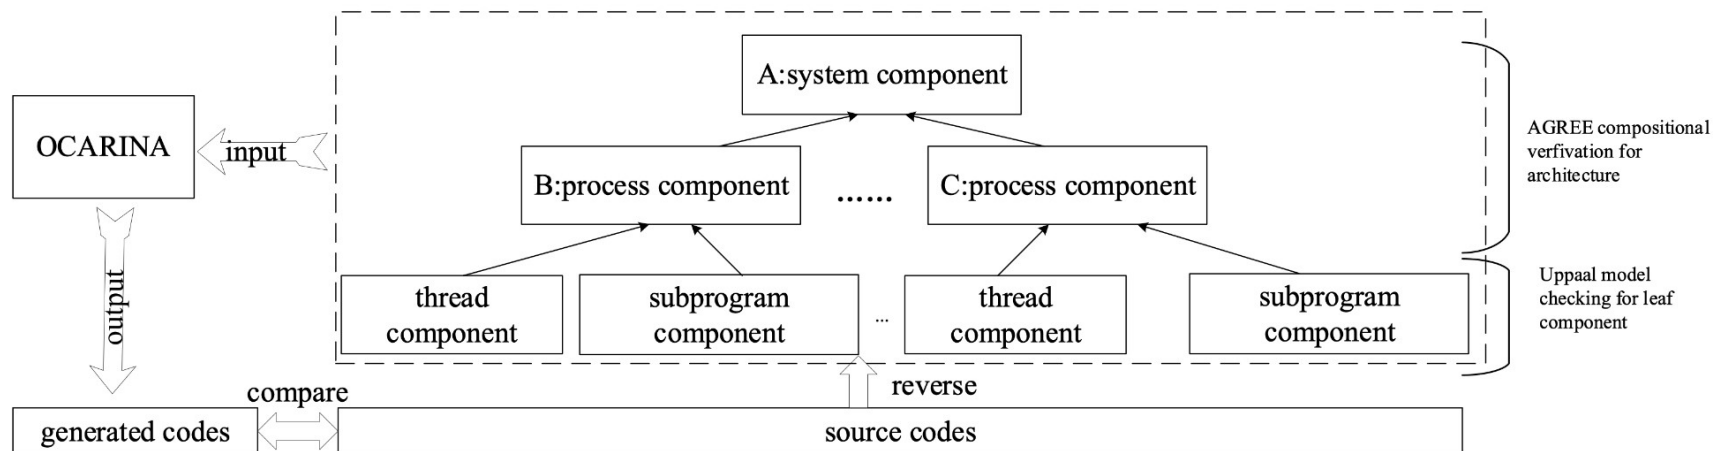 A:system component
OCARINA
input
B:process component
......
C:process component
AGREE compositional
verfivation for
architecture
output
thread
component
subprogram
component
...
thread
component
subprogram
component
Uppaal model
checking for leaf
component
compare
reverse
generated codes
source codes